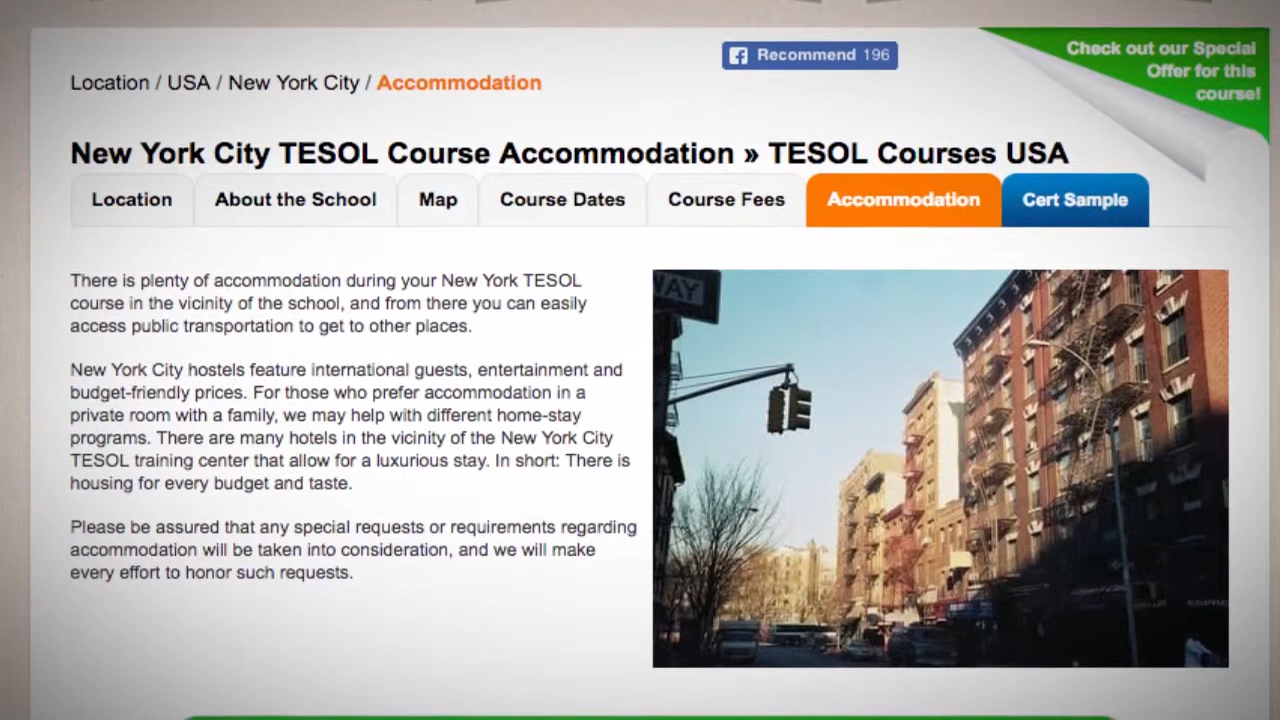 Check out our Special
Offer for this
course!
Recommend 196
Location / USA / New York City / Accommodation
New York City TESOL Course Accommodation » TESOL Courses USA
Location
About the School
Map
Course Dates
Course Fees
Accommodation
Cert Sample
There is plenty of accommodation during your New York TESOL
course in the vicinity of the school, and from there you can easily
access public transportation to get to other places.
New York City hostels feature international guests, entertainment and
budget-friendly prices. For those who prefer accommodation in a
private room with a family, we may help with different home-stay
programs. There are many hotels in the vicinity of the New York City
TESOL training center that allow for a luxurious stay. In short: There is
housing for every budget and taste.
Please be assured that any special requests or requirements regarding
accommodation will be taken into consideration, and we will make
every effort to honor such requests.
WAY